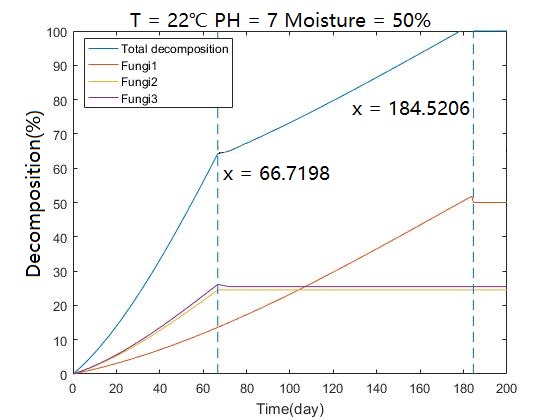 T = 22℃ PH = 7 Moisture = 50%
100
90
80
70
60
50
40
30
20
10
0
Decomposition(%)
Total decomposition
Fungi1
Fungi2
Fungi3
x = 184.5206
x = 66.7198
0 20 40 60 80 100 120 140 160 180 200
Time(day)